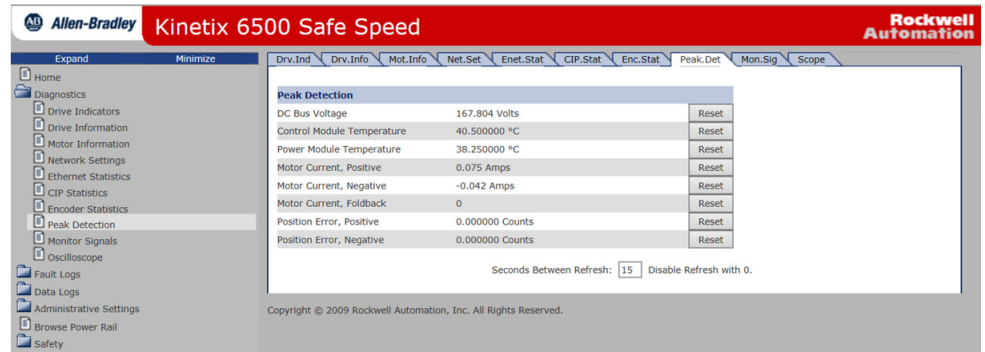 AB Allen-Bradley Kinetix 6500 Safe Speed Rockwell Automation
Expand Minimize
Home
Diagnostics
Drive Indicators
Drive Information
Motor Information
Network Settings
Ethernet Statistics
CIP Statistics
Encoder Statistics
Peak Detection
Monitor Signals
Oscilloscope
Fault Logs
Data Logs
Administrative Settings
Browse Power Rail
Safety
Drv.Ind Drv.Info Mot.Info Net.Set Enet.Stat CIP.Stat Enc.Stat Peak.Det Mon.Sig Scope
Peak Detection
DC Bus Voltage 167.804 Volts Reset
Control Module Temperature 40.500000 °C Reset
Power Module Temperature 38.250000 °C Reset
Motor Current, Positive 0.075 Amps Reset
Motor Current, Negative -0.042 Amps Reset
Motor Current, Foldback 0 Reset
Position Error, Positive 0.000000 Counts Reset
Position Error, Negative 0.000000 Counts Reset
Seconds Between Refresh: 15 Disable Refresh with 0.
Copyright © 2009 Rockwell Automation, Inc. All Rights Reserved.